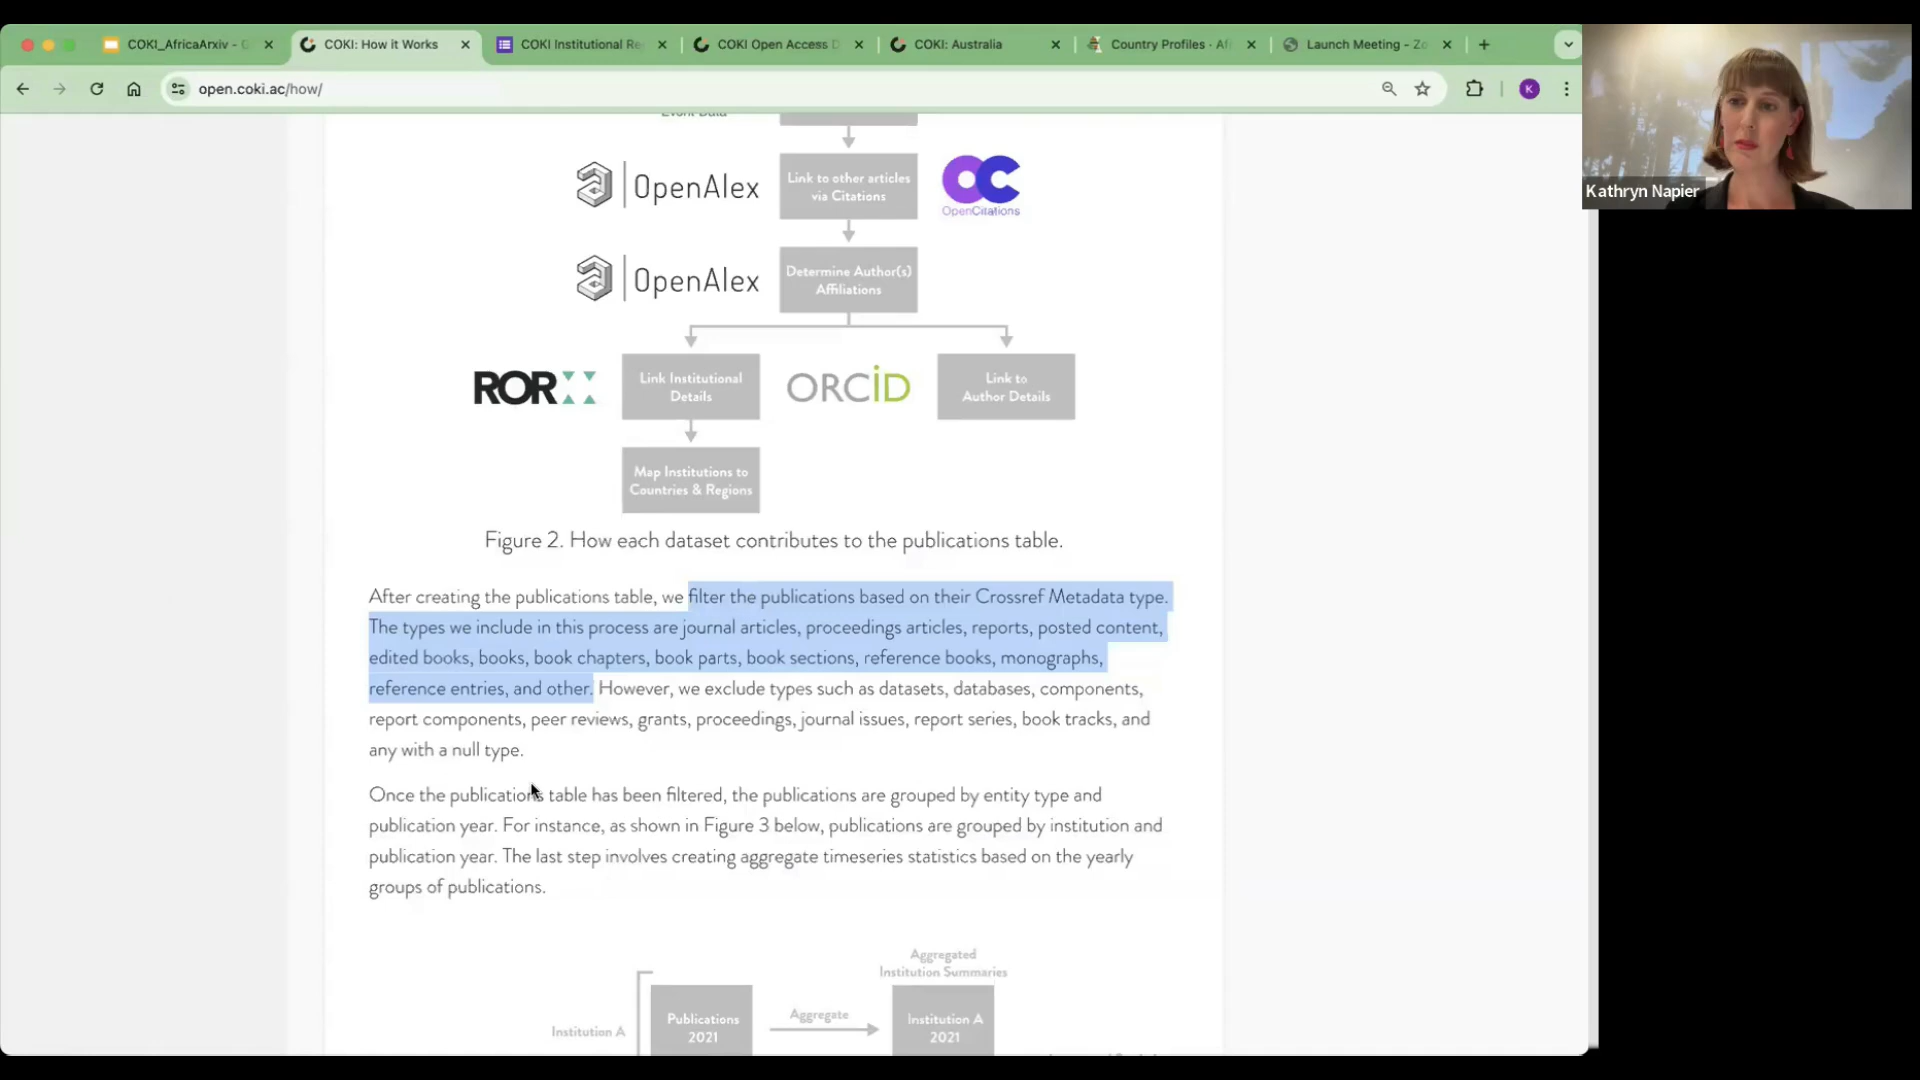 COKI_AfricaArxiv - G
COKI: How it Works
COKI Institutional Re
COKI Open Access D
COKI: Australia
Country Profiles · Af
Launch Meeting - Zo
open.coki.ac/how/
K
Kathryn Napier
Event Data
OpenAlex
Link to other articles
via Citations
OpenCitations
OpenAlex
Determine Author(s)
Affiliations
ROR
Link Institutional
Details
ORCID
Link to
Author Details
Map Institutions to
Countries & Regions
Figure 2. How each dataset contributes to the publications table.
After creating the publications table, we filter the publications based on their Crossref Metadata type.
The types we include in this process are journal articles, proceedings articles, reports, posted content,
edited books, books, book chapters, book parts, book sections, reference books, monographs,
reference entries, and other. However, we exclude types such as datasets, databases, components,
report components, peer reviews, grants, proceedings, journal issues, report series, book tracks, and
any with a null type.
Once the publications table has been filtered, the publications are grouped by entity type and
publication year. For instance, as shown in Figure 3 below, publications are grouped by institution and
publication year. The last step involves creating aggregate timeseries statistics based on the yearly
groups of publications.
Aggregated
Institution Summaries
Institution A
Publications
2021
Aggregate
Institution A
2021